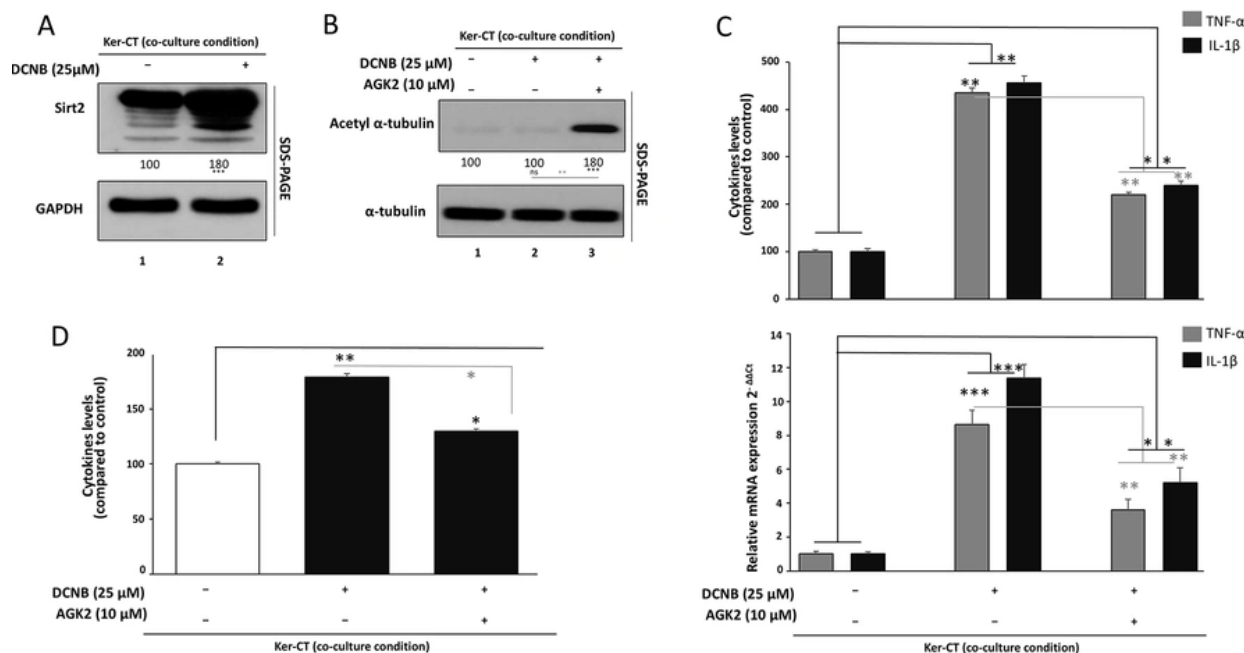 A
Ker-CT (co-culture condition)
DCNB (25μM) – +
Sirt2
100 180
***
GAPDH
1 2
SDS-PAGE
B
Ker-CT (co-culture condition)
DCNB (25 μM) – + +
AGK2 (10 μM) – – +
Acetyl α-tubulin
100 100 180
ns ** ***
α-tubulin
1 2 3
SDS-PAGE
C
TNF-α
IL-1β
Cytokines levels
(compared to control)
500
400
300
200
100
0
** **
* *
** **
TNF-α
IL-1β
Relative mRNA expression 2^-ΔΔCt
14
12
10
8
6
4
2
0
*** ***
* *
** **
DCNB (25 μM) – + +
AGK2 (10 μM) – – +
Ker-CT (co-culture condition)
D
Cytokines levels
(compared to control)
200
150
100
50
0
**
*
*
DCNB (25 μM) – + +
AGK2 (10 μM) – – +
Ker-CT (co-culture condition)